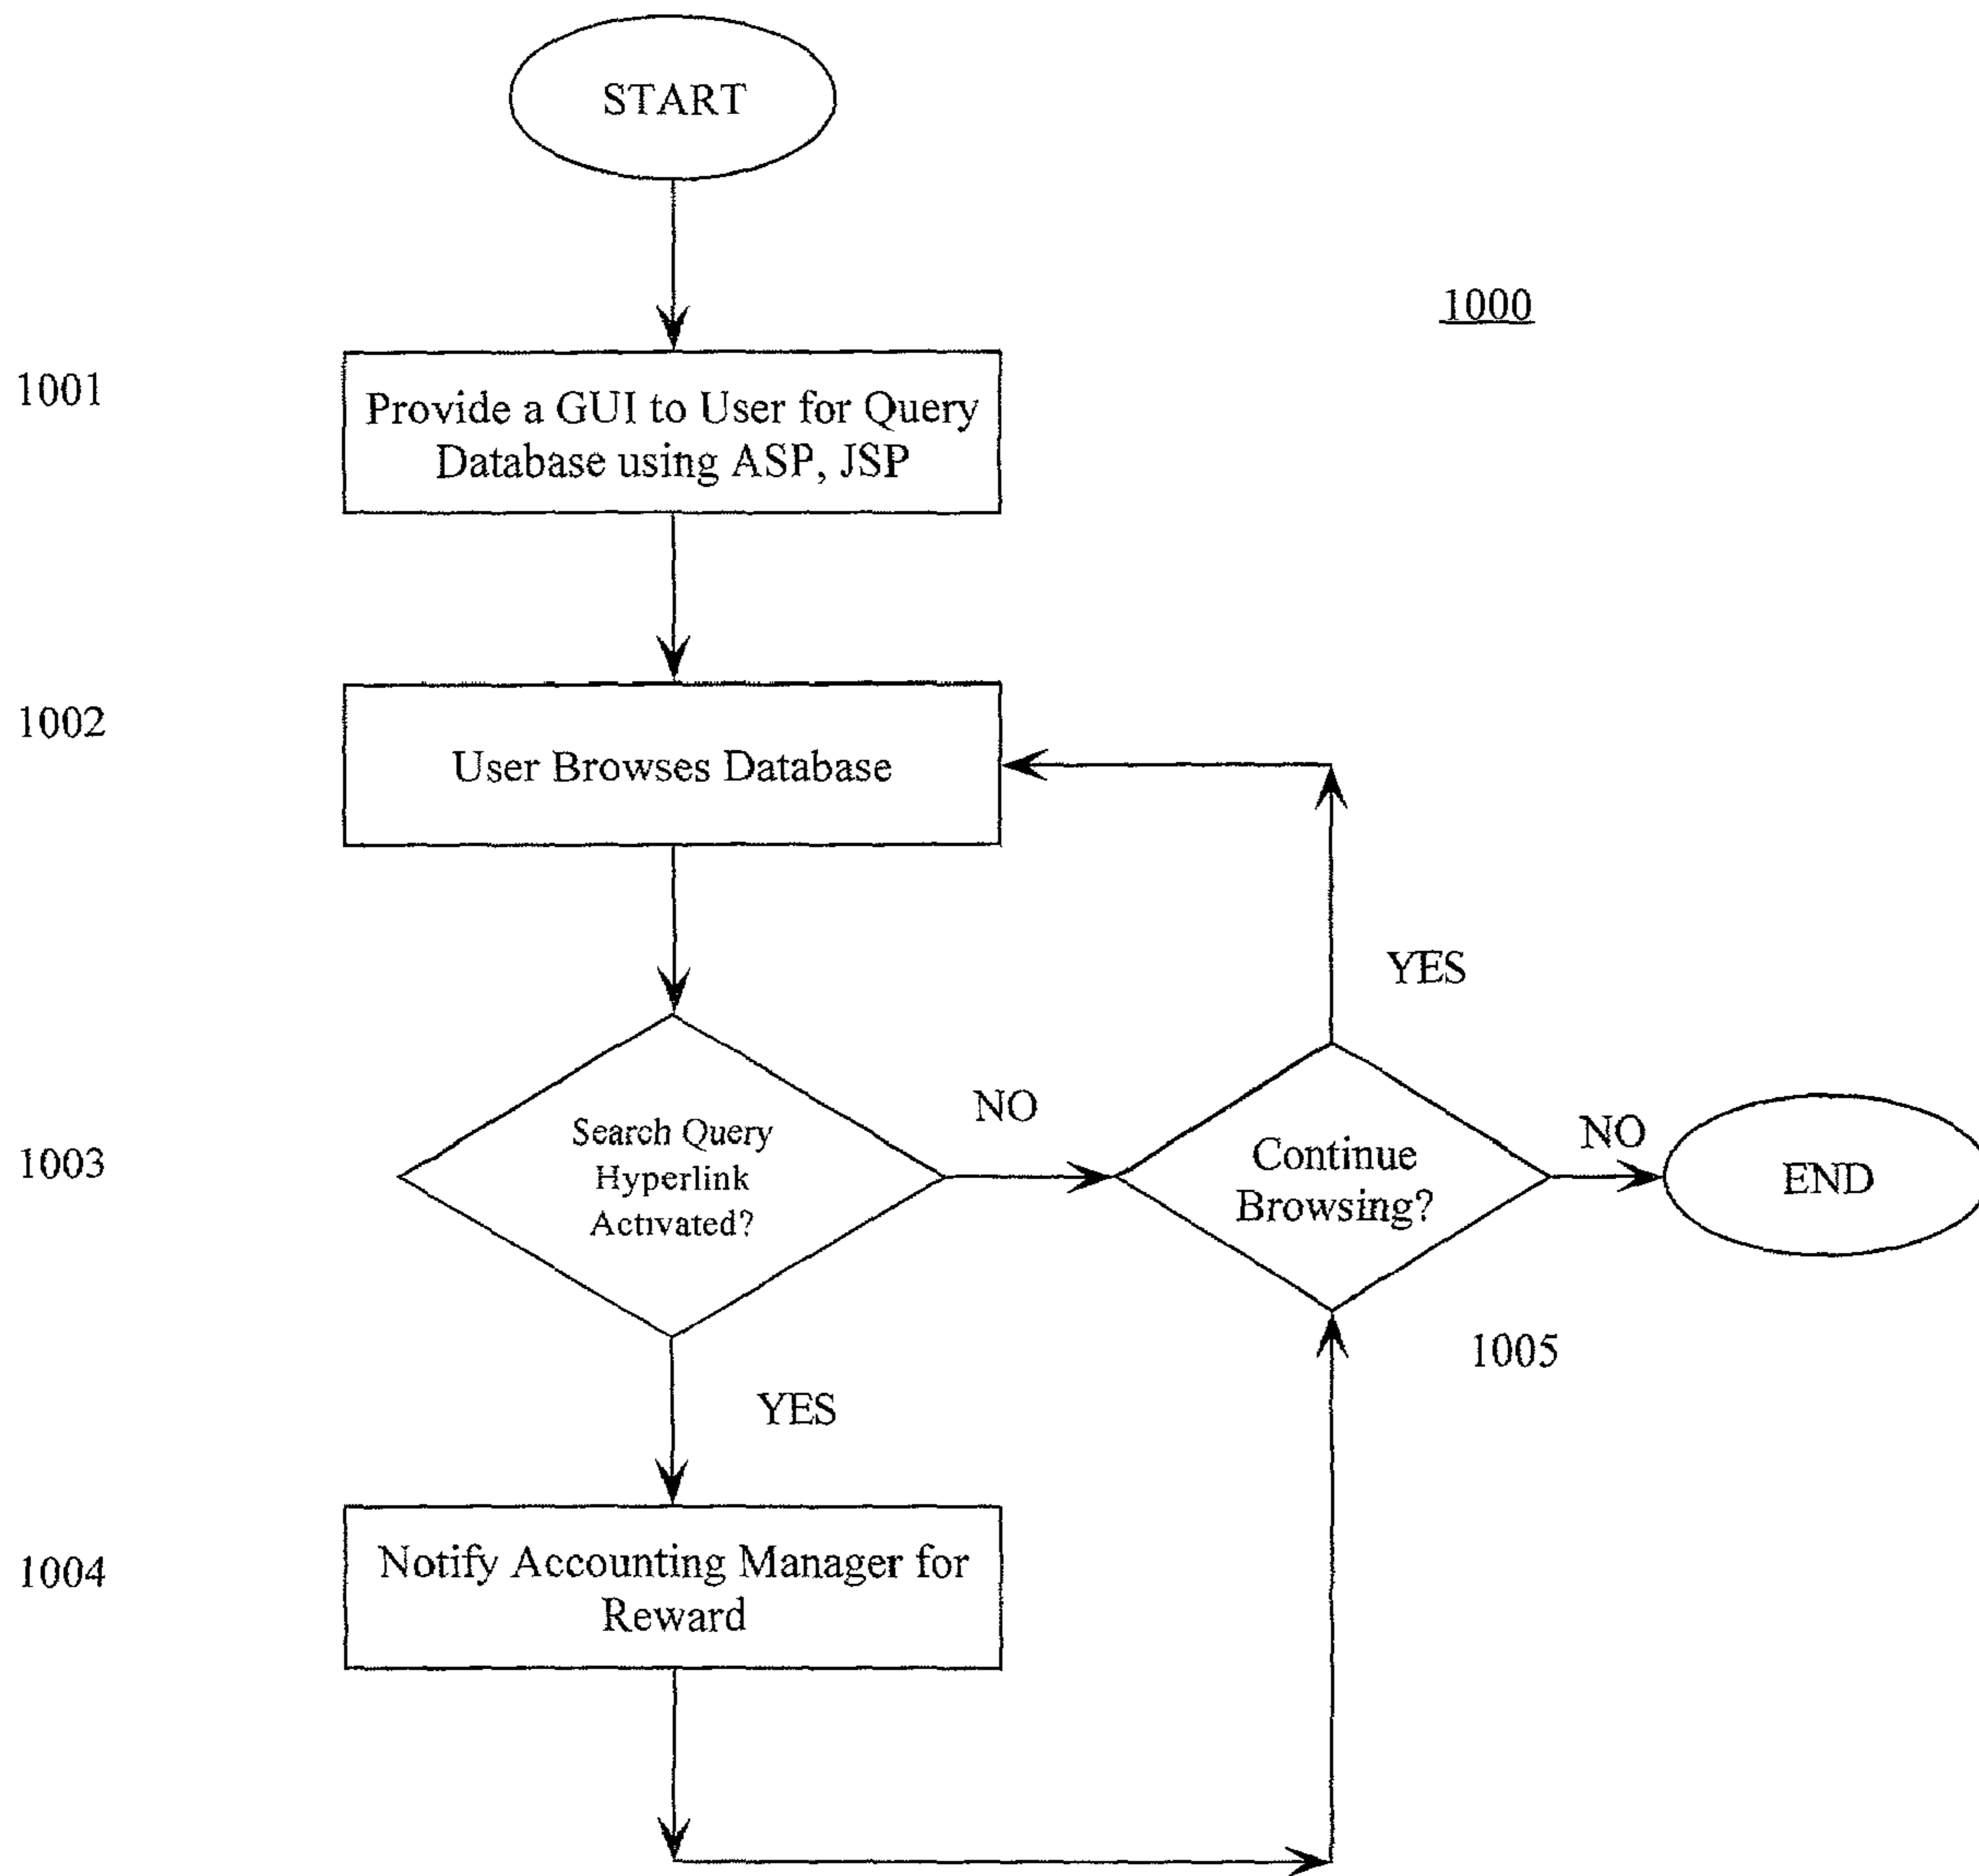 START
1000
1001
Provide a GUI to User for Query
Database using ASP, JSP
1002
User Browses Database
YES
1003
Search Query
Hyperlink
Activated?
NO
Continue
Browsing?
NO
END
1005
YES
1004
Notify Accounting Manager for
Reward